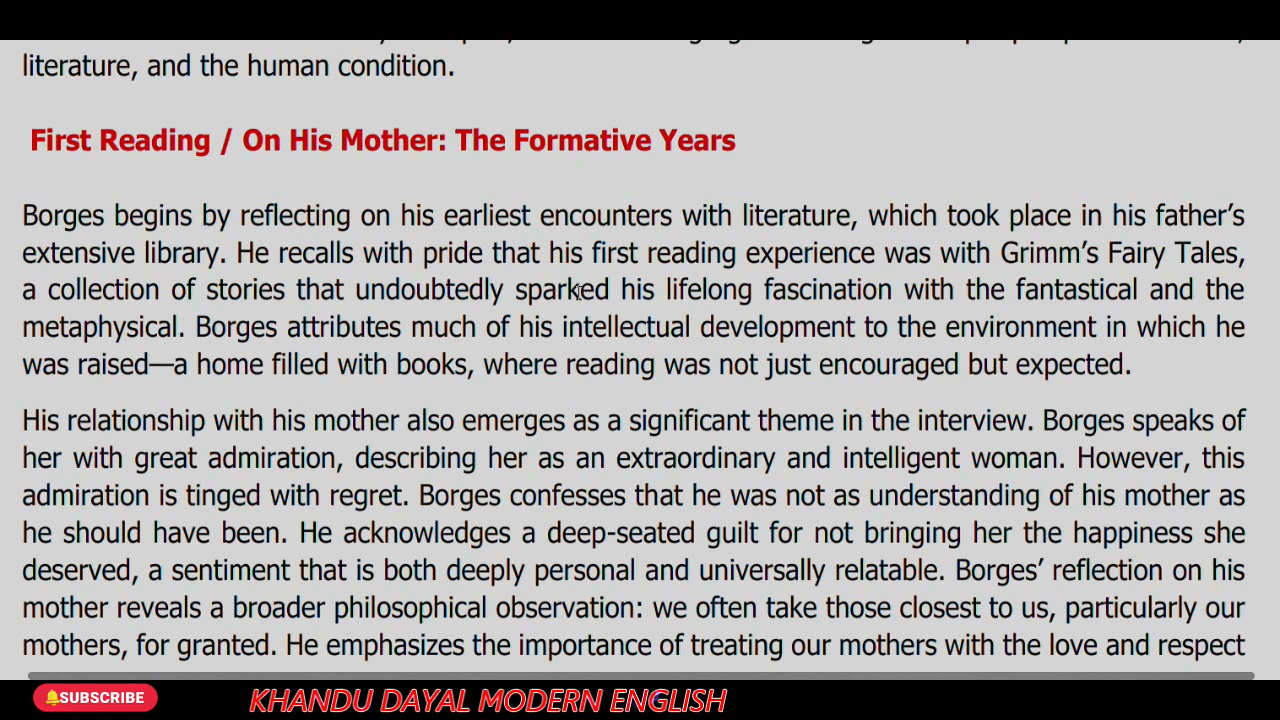 literature, and the human condition.
First Reading / On His Mother: The Formative Years
Borges begins by reflecting on his earliest encounters with literature, which took place in his father’s
extensive library. He recalls with pride that his first reading experience was with Grimm’s Fairy Tales,
a collection of stories that undoubtedly sparked his lifelong fascination with the fantastical and the
metaphysical. Borges attributes much of his intellectual development to the environment in which he
was raised—a home filled with books, where reading was not just encouraged but expected.
His relationship with his mother also emerges as a significant theme in the interview. Borges speaks of
her with great admiration, describing her as an extraordinary and intelligent woman. However, this
admiration is tinged with regret. Borges confesses that he was not as understanding of his mother as
he should have been. He acknowledges a deep-seated guilt for not bringing her the happiness she
deserved, a sentiment that is both deeply personal and universally relatable. Borges’ reflection on his
mother reveals a broader philosophical observation: we often take those closest to us, particularly our
mothers, for granted. He emphasizes the importance of treating our mothers with the love and respect
SUBSCRIBE
KHANDU DAYAL MODERN ENGLISH